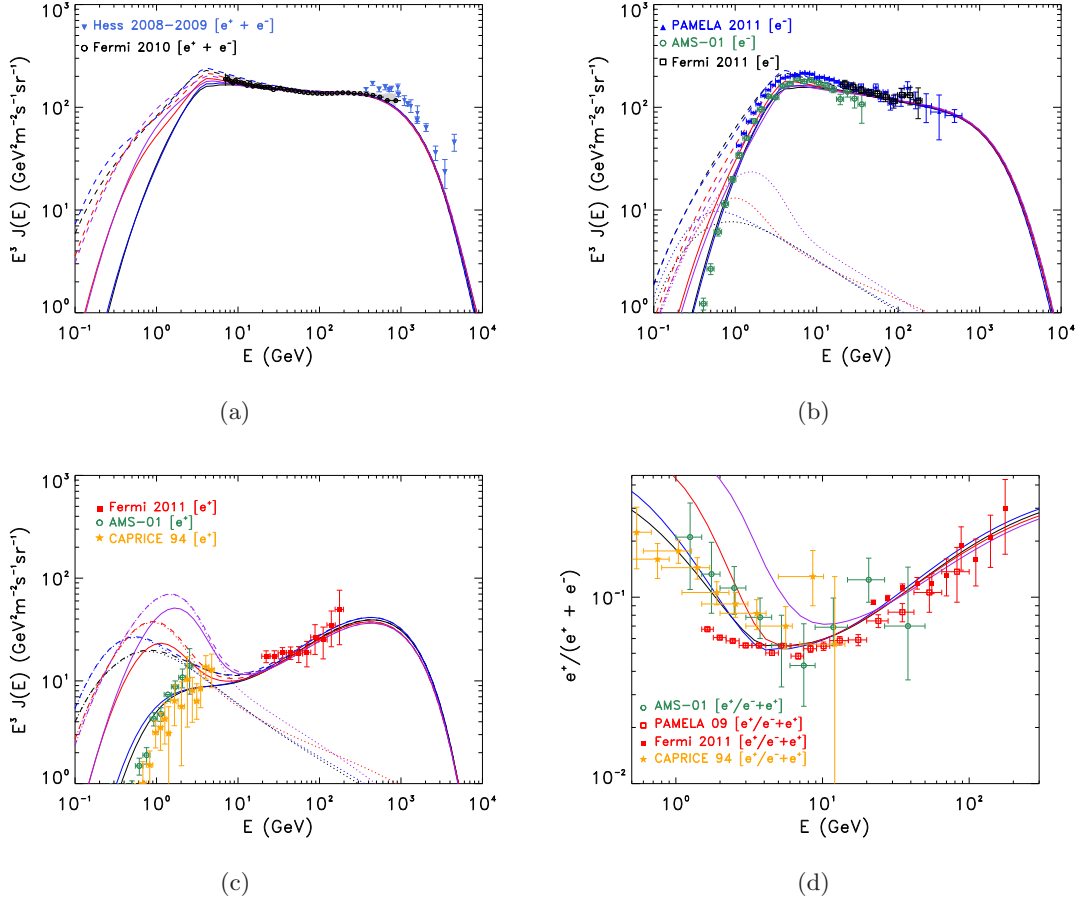 Hess 2008−2009 [e⁺ + e⁻]
Fermi 2010 [e⁺ + e⁻]
E³ J(E) (GeV²m⁻²s⁻¹sr⁻¹)
10³
10²
10¹
10⁰
10⁻¹ 10⁰ 10¹ 10² 10³ 10⁴
E (GeV)
(a)
PAMELA 2011 [e⁻]
AMS−01 [e⁻]
Fermi 2011 [e⁻]
E³ J(E) (GeV²m⁻²s⁻¹sr⁻¹)
10³
10²
10¹
10⁰
10⁻¹ 10⁰ 10¹ 10² 10³ 10⁴
E (GeV)
(b)
Fermi 2011 [e⁺]
AMS−01 [e⁺]
CAPRICE 94 [e⁺]
E³ J(E) (GeV²m⁻²s⁻¹sr⁻¹)
10³
10²
10¹
10⁰
10⁻¹ 10⁰ 10¹ 10² 10³ 10⁴
E (GeV)
(c)
e⁺/(e⁺ + e⁻)
10⁻¹
10⁻²
AMS−01 [e⁺/e⁻+e⁺]
PAMELA 09 [e⁺/e⁻+e⁺]
Fermi 2011 [e⁺/e⁻+e⁺]
CAPRICE 94 [e⁺/e⁻+e⁺]
10⁰ 10¹ 10²
E (GeV)
(d)